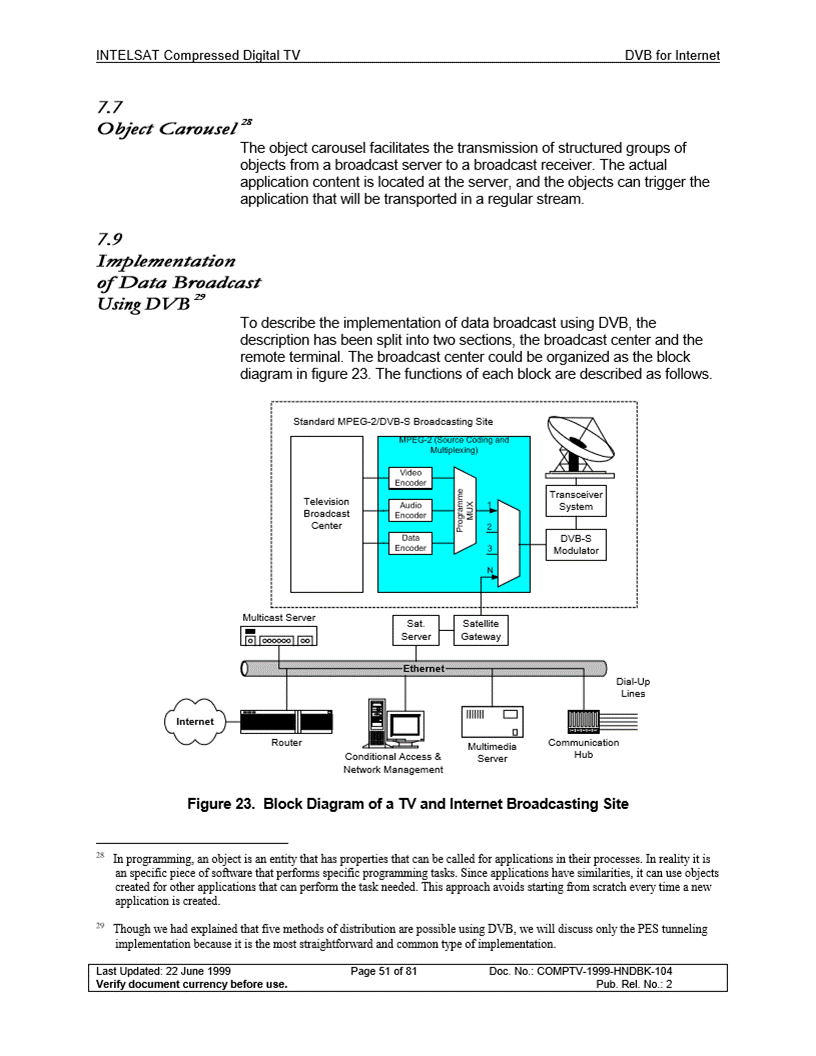 INTELSAT Compressed Digital TV DVB for Internet
7.7
Object Carousel 28
The object carousel facilitates the transmission of structured groups of
objects from a broadcast server to a broadcast receiver. The actual
application content is located at the server, and the objects can trigger the
application that will be transported in a regular stream.
7.9
Implementation
of Data Broadcast
Using DVB 29
To describe the implementation of data broadcast using DVB, the
description has been split into two sections, the broadcast center and the
remote terminal. The broadcast center could be organized as the block
diagram in figure 23. The functions of each block are described as follows.
Standard MPEG-2/DVB-S Broadcasting Site
MPEG-2 (Source Coding and
Multiplexing)
Television
Broadcast
Center
Video
Encoder
Audio
Encoder
Data
Encoder
Programme
MUX
1
2
3
N
Transceiver
System
DVB-S
Modulator
Multicast Server
Sat.
Server
Satellite
Gateway
Ethernet
Dial-Up
Lines
Internet
Router
Conditional Access &
Network Management
Multimedia
Server
Communication
Hub
Figure 23. Block Diagram of a TV and Internet Broadcasting Site
28 In programming, an object is an entity that has properties that can be called for applications in their processes. In reality it is
an specific piece of software that performs specific programming tasks. Since applications have similarities, it can use objects
created for other applications that can perform the task needed. This approach avoids starting from scratch every time a new
application is created.
29 Though we had explained that five methods of distribution are possible using DVB, we will discuss only the PES tunneling
implementation because it is the most straightforward and common type of implementation.
Last Updated: 22 June 1999 Page 51 of 81 Doc. No.: COMPTV-1999-HNDBK-104
Verify document currency before use. Pub. Rel. No.: 2